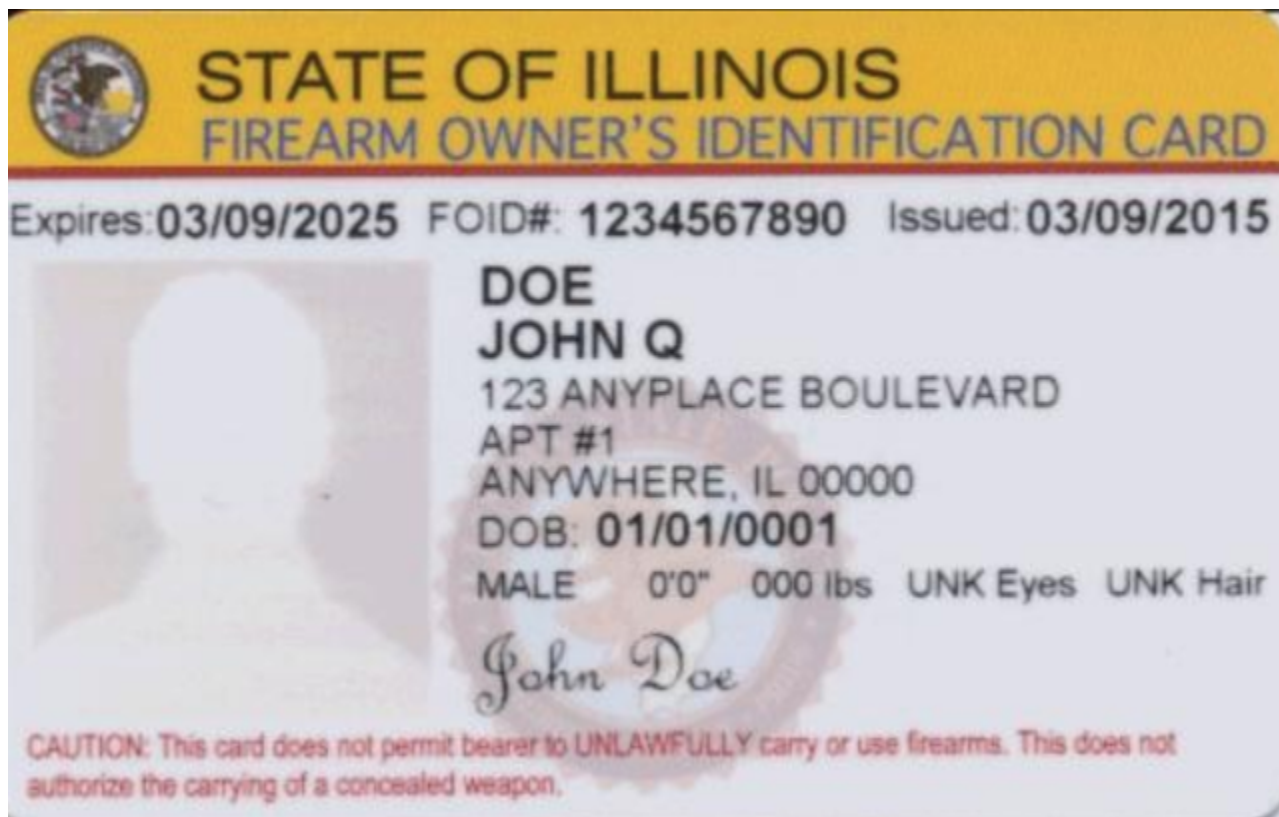 STATE OF ILLINOIS
FIREARM OWNER'S IDENTIFICATION CARD
Expires: 03/09/2025 FOID#: 1234567890 Issued: 03/09/2015
DOE
JOHN Q
123 ANYPLACE BOULEVARD
APT #1
ANYWHERE, IL 00000
DOB: 01/01/0001
MALE 0'0" 000 lbs UNK Eyes UNK Hair
John Doe
CAUTION: This card does not permit bearer to UNLAWFULLY carry or use firearms. This does not
authorize the carrying of a concealed weapon.